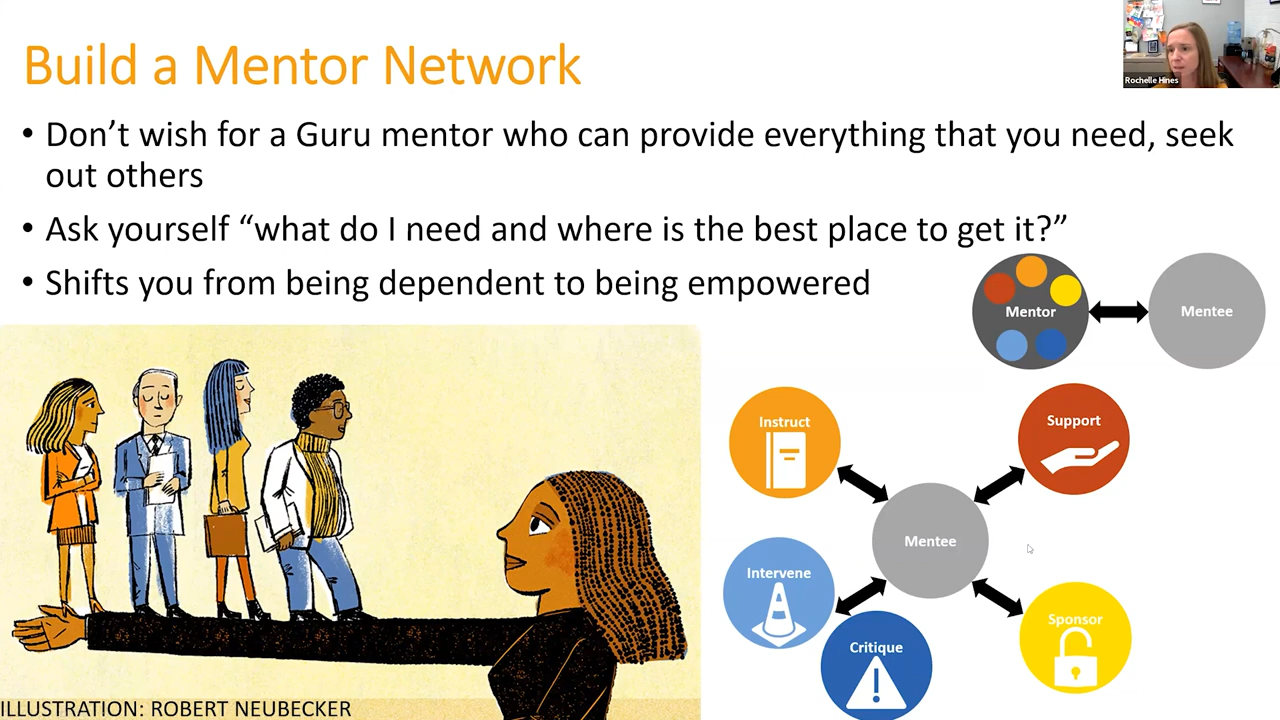 Build a Mentor Network
Rochelle Hines
• Don’t wish for a Guru mentor who can provide everything that you need, seek
out others
• Ask yourself “what do I need and where is the best place to get it?”
• Shifts you from being dependent to being empowered
Mentor
Mentee
Instruct
Support
Mentee
Intervene
Sponsor
Critique
ILLUSTRATION: ROBERT NEUBECKER